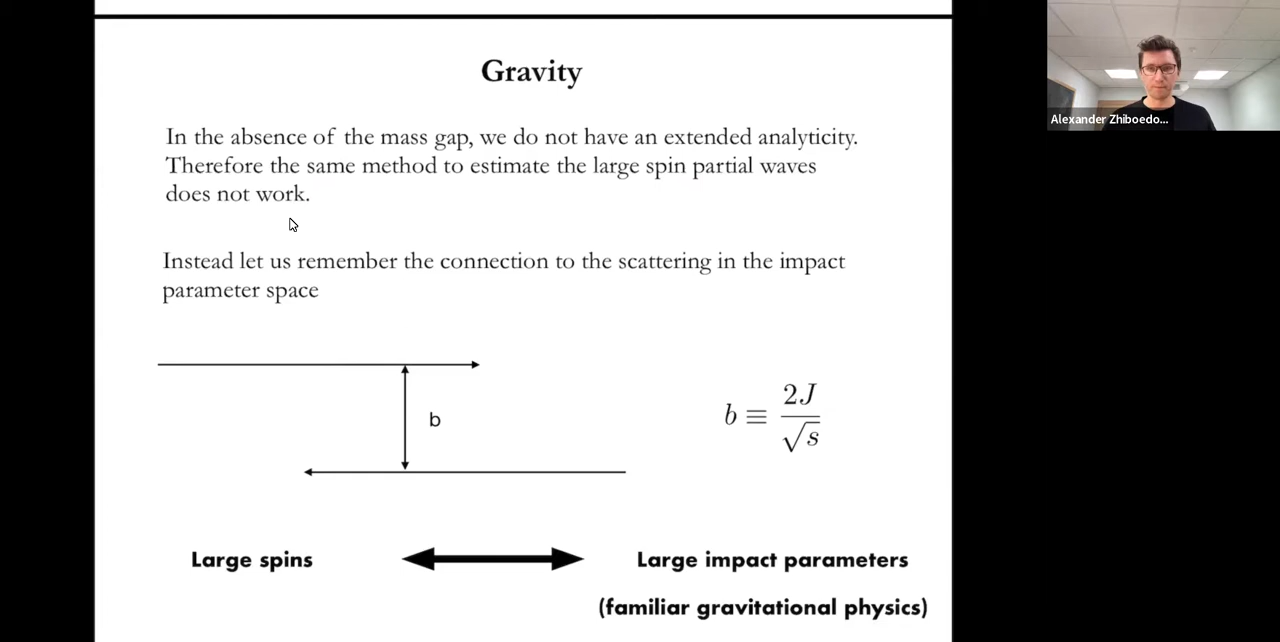 Gravity
In the absence of the mass gap, we do not have an extended analyticity.
Therefore the same method to estimate the large spin partial waves
does not work.
Alexander Zhiboedo...
Instead let us remember the connection to the scattering in the impact
parameter space
b
b ≡ 2J / √s
Large spins
Large impact parameters
(familiar gravitational physics)